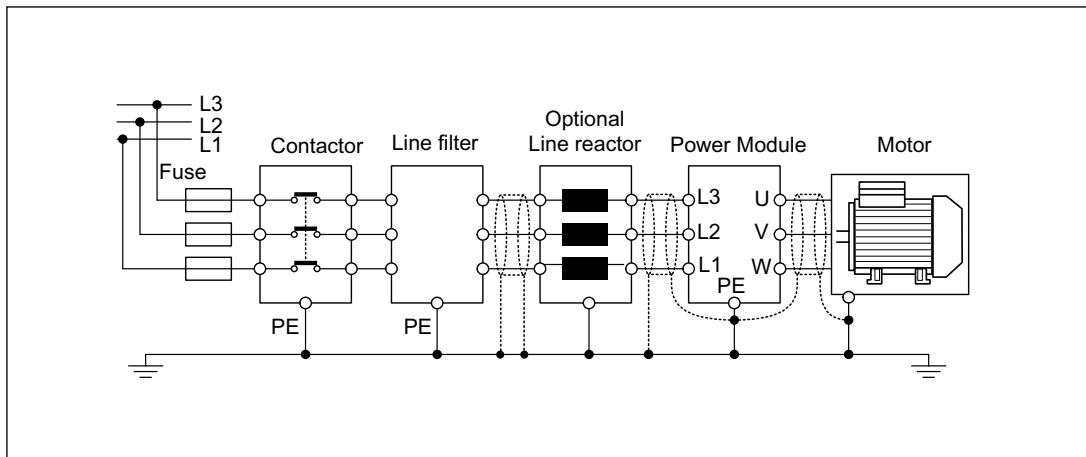 L3
L2
L1
Fuse
Contactor
Line filter
Optional
Line reactor
Power Module
Motor
L3
U
L2
V
L1
W
PE
PE
PE